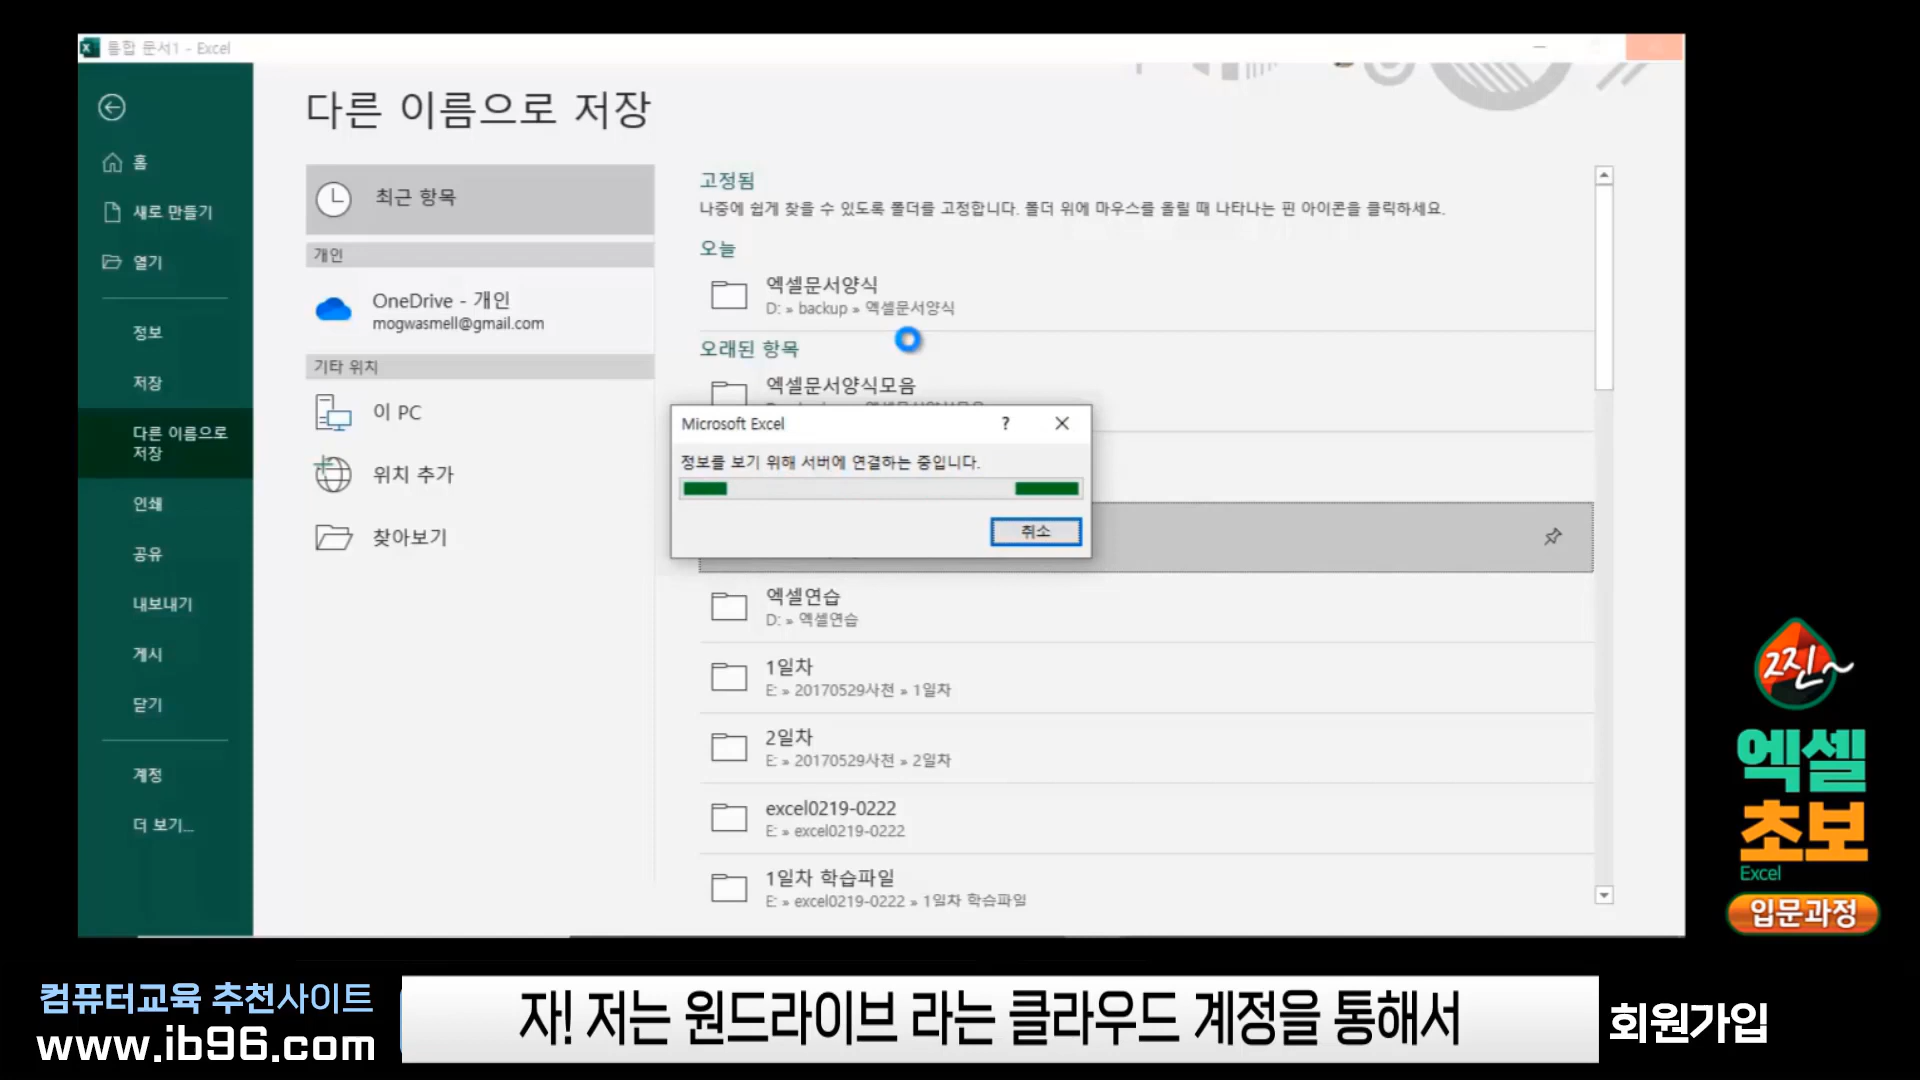 통합 문서1 - Excel
다른 이름으로 저장
홈
새로 만들기
열기
정보
저장
다른 이름으로
저장
인쇄
공유
내보내기
게시
닫기
계정
더 보기...
최근 항목
개인
OneDrive - 개인
mogwasmell@gmail.com
기타 위치
이 PC
위치 추가
찾아보기
고정됨
나중에 쉽게 찾을 수 있도록 폴더를 고정합니다. 폴더 위에 마우스를 올릴 때 나타나는 핀 아이콘을 클릭하세요.
오늘
엑셀문서양식
D: » backup » 엑셀문서양식
오래된 항목
엑셀문서양식모음
Microsoft Excel
?
정보를 보기 위해 서버에 연결하는 중입니다.
취소
엑셀연습
D: » 엑셀연습
1일차
E: » 20170529사전 » 1일차
2일차
E: » 20170529사전 » 2일차
excel0219-0222
E: » excel0219-0222
1일차 학습파일
E: » excel0219-0222 » 1일차 학습파일
2진~
엑셀
초보
Excel
입문과정
컴퓨터교육 추천사이트
www.ib96.com
자! 저는 원드라이브 라는 클라우드 계정을 통해서
회원가입